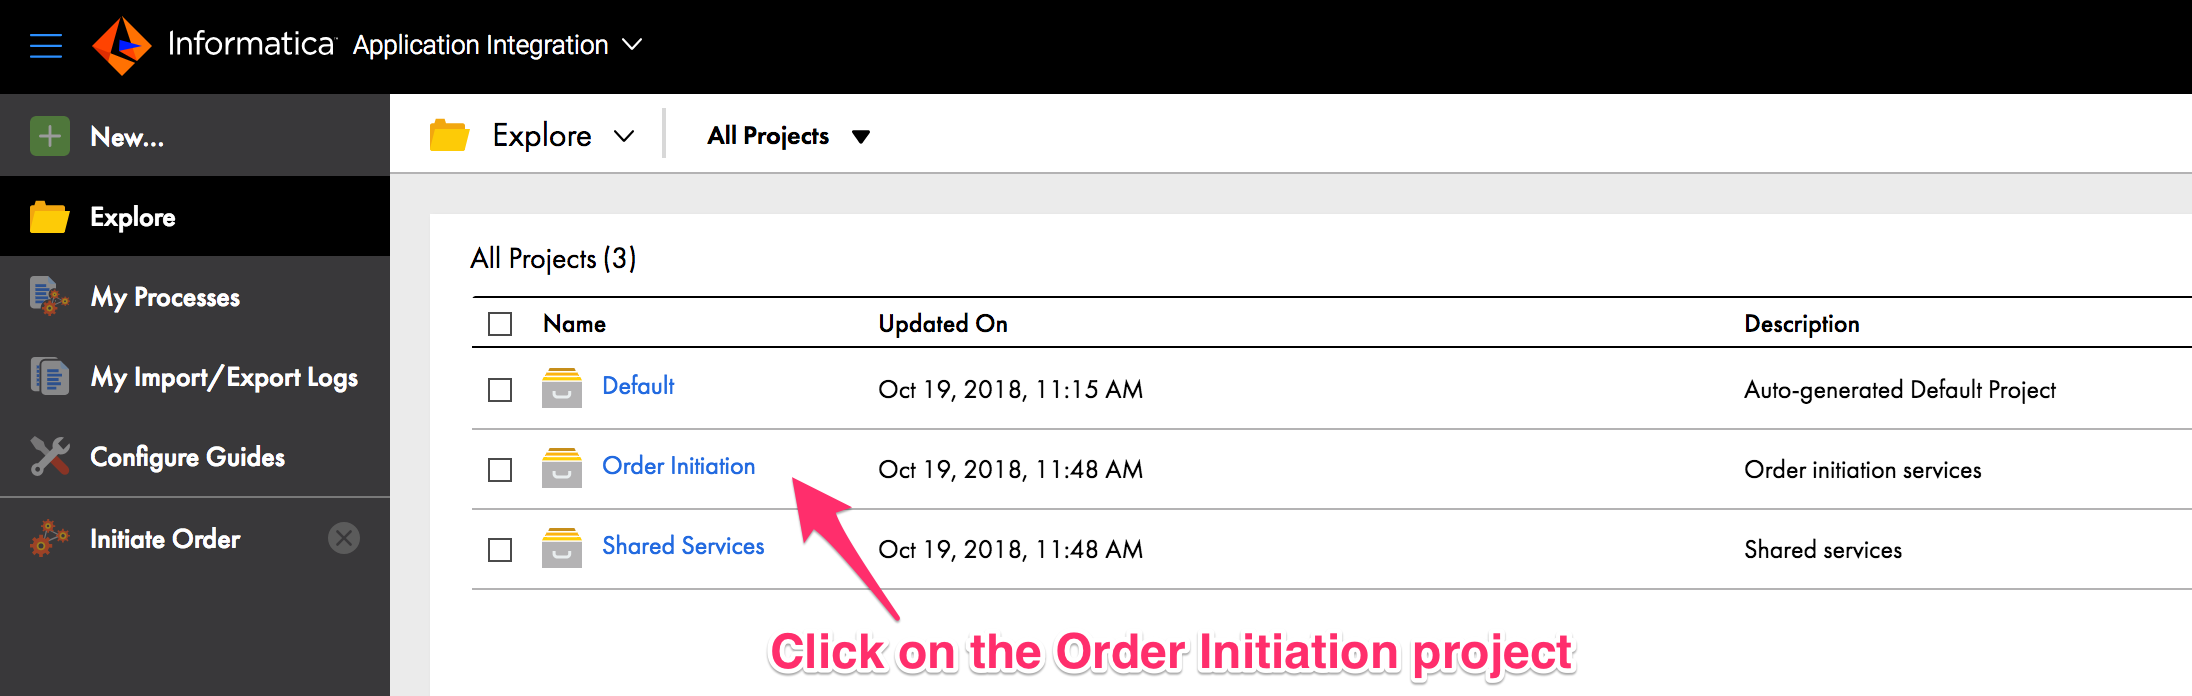 Informatica Application Integration
New...
Explore
My Processes
My Import/Export Logs
Configure Guides
Initiate Order
Explore All Projects
All Projects (3)
Name Updated On Description
Default Oct 19, 2018, 11:15 AM Auto-generated Default Project
Order Initiation Oct 19, 2018, 11:48 AM Order initiation services
Shared Services Oct 19, 2018, 11:48 AM Shared services
Click on the Order Initiation project